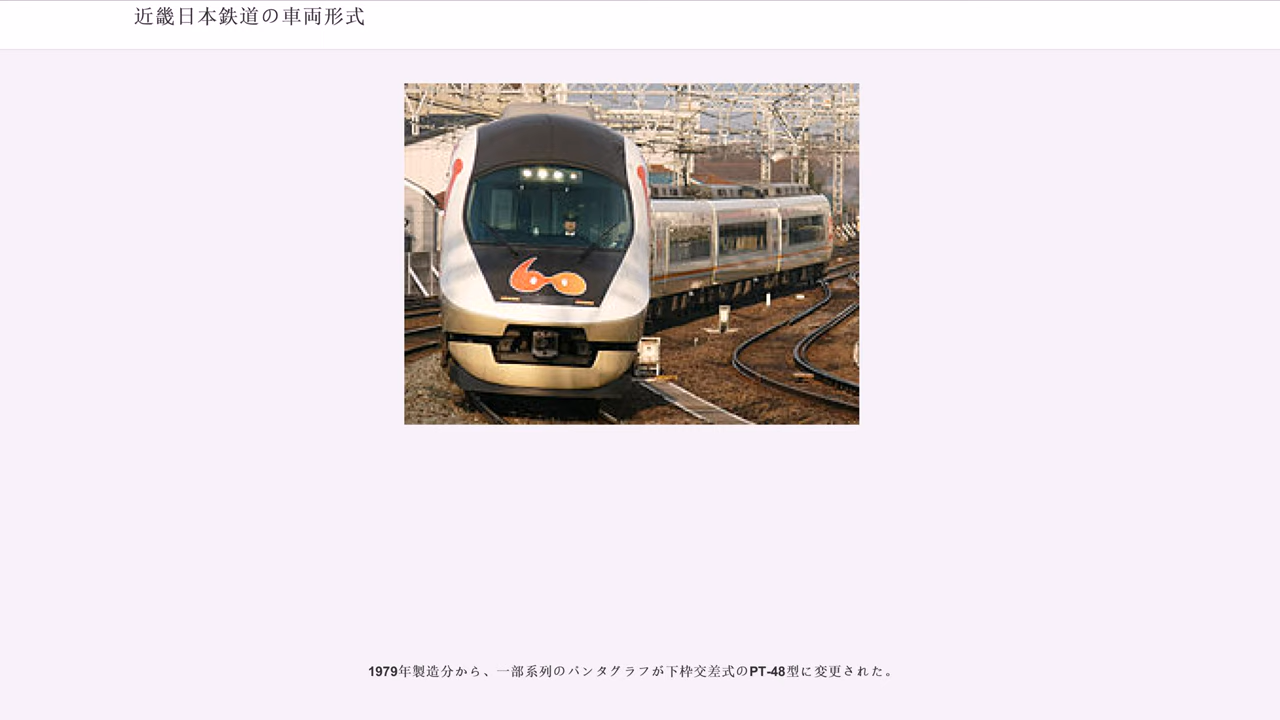 近畿日本鉄道の車両形式
60
1979年製造分から、一部系列のパンタグラフが下枠交差式のPT-48型に変更された。